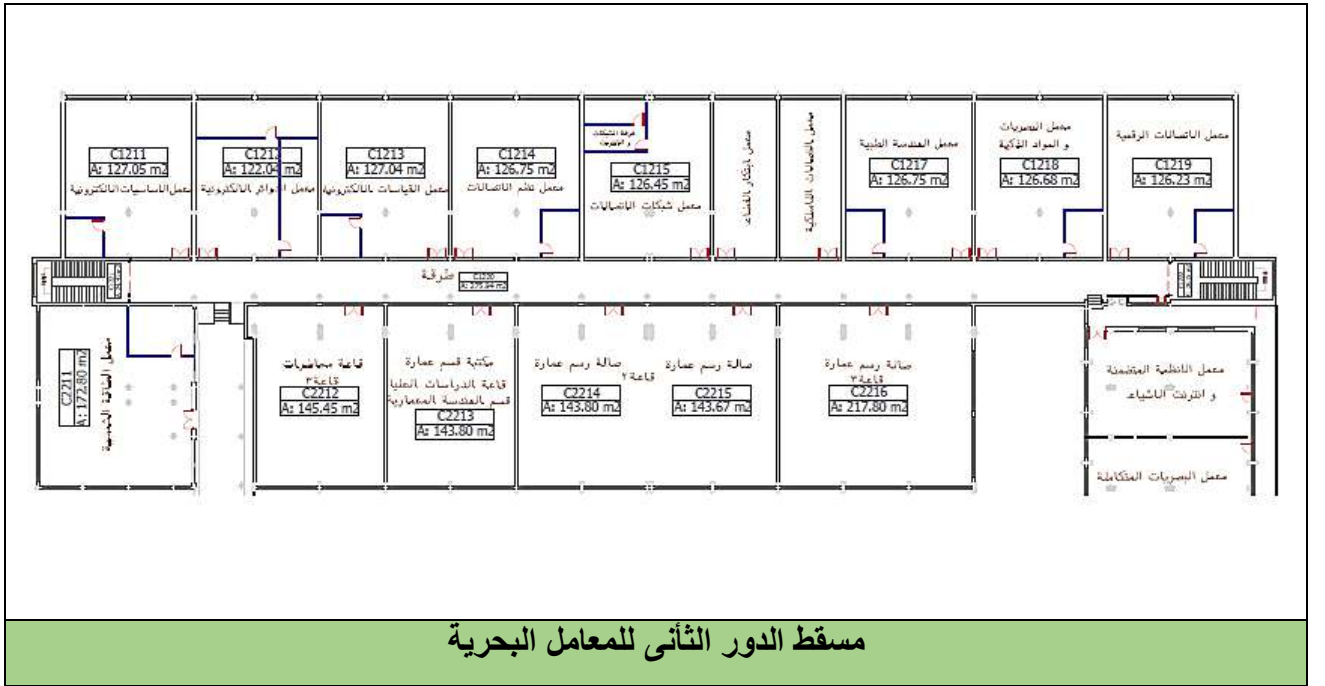 C1211
A: 127.05 m2
معمل الاساسيات الالكترونية
C1212
A: 122.04 m2
C1213
A: 127.04 m2
معمل القياسات الالكترونية
C1214
A: 126.75 m2
معمل نظم الاتصالات
غرفة الشبكات
C1215
A: 126.45 m2
معمل شبكات الاتصالات
معمل ابتكار الفضاء
معمل الاتصالات اللاسلكية
معمل الهندسة الطبية
C1217
A: 126.75 m2
معمل البصريات
و المواد الذكية
C1218
A: 126.68 m2
معمل الاتصالات الرقمية
C1219
A: 126.23 m2
طرقة
C1220
C2211
A: 172.80 m2
معمل الطاقة الشمسية
قاعة محاضرات
قاعة ٣
C2212
A: 145.45 m2
مكتبة قسم عمارة
قاعة الدراسات العليا
قسم الهندسة المعمارية
C2213
A: 143.80 m2
صالة رسم عمارة
قاعة ٢
صالة رسم عمارة
C2214
A: 143.80 m2
C2215
A: 143.67 m2
صالة رسم عمارة
قاعة ٣
C2216
A: 217.80 m2
معمل الانظمة المتضمنة
و انترنت الاشياء
معمل البصريات المتكاملة
مسقط الدور الثأنى للمعامل البحرية